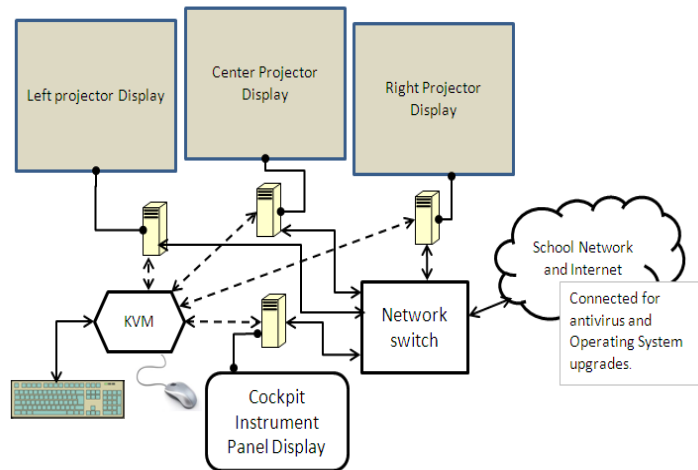 Left projector Display
Center Projector
Display
Right Projector
Display
School Network
and Internet
Connected for
antivirus and
Operating System
upgrades.
KVM
Network
switch
Cockpit
Instrument
Panel Display